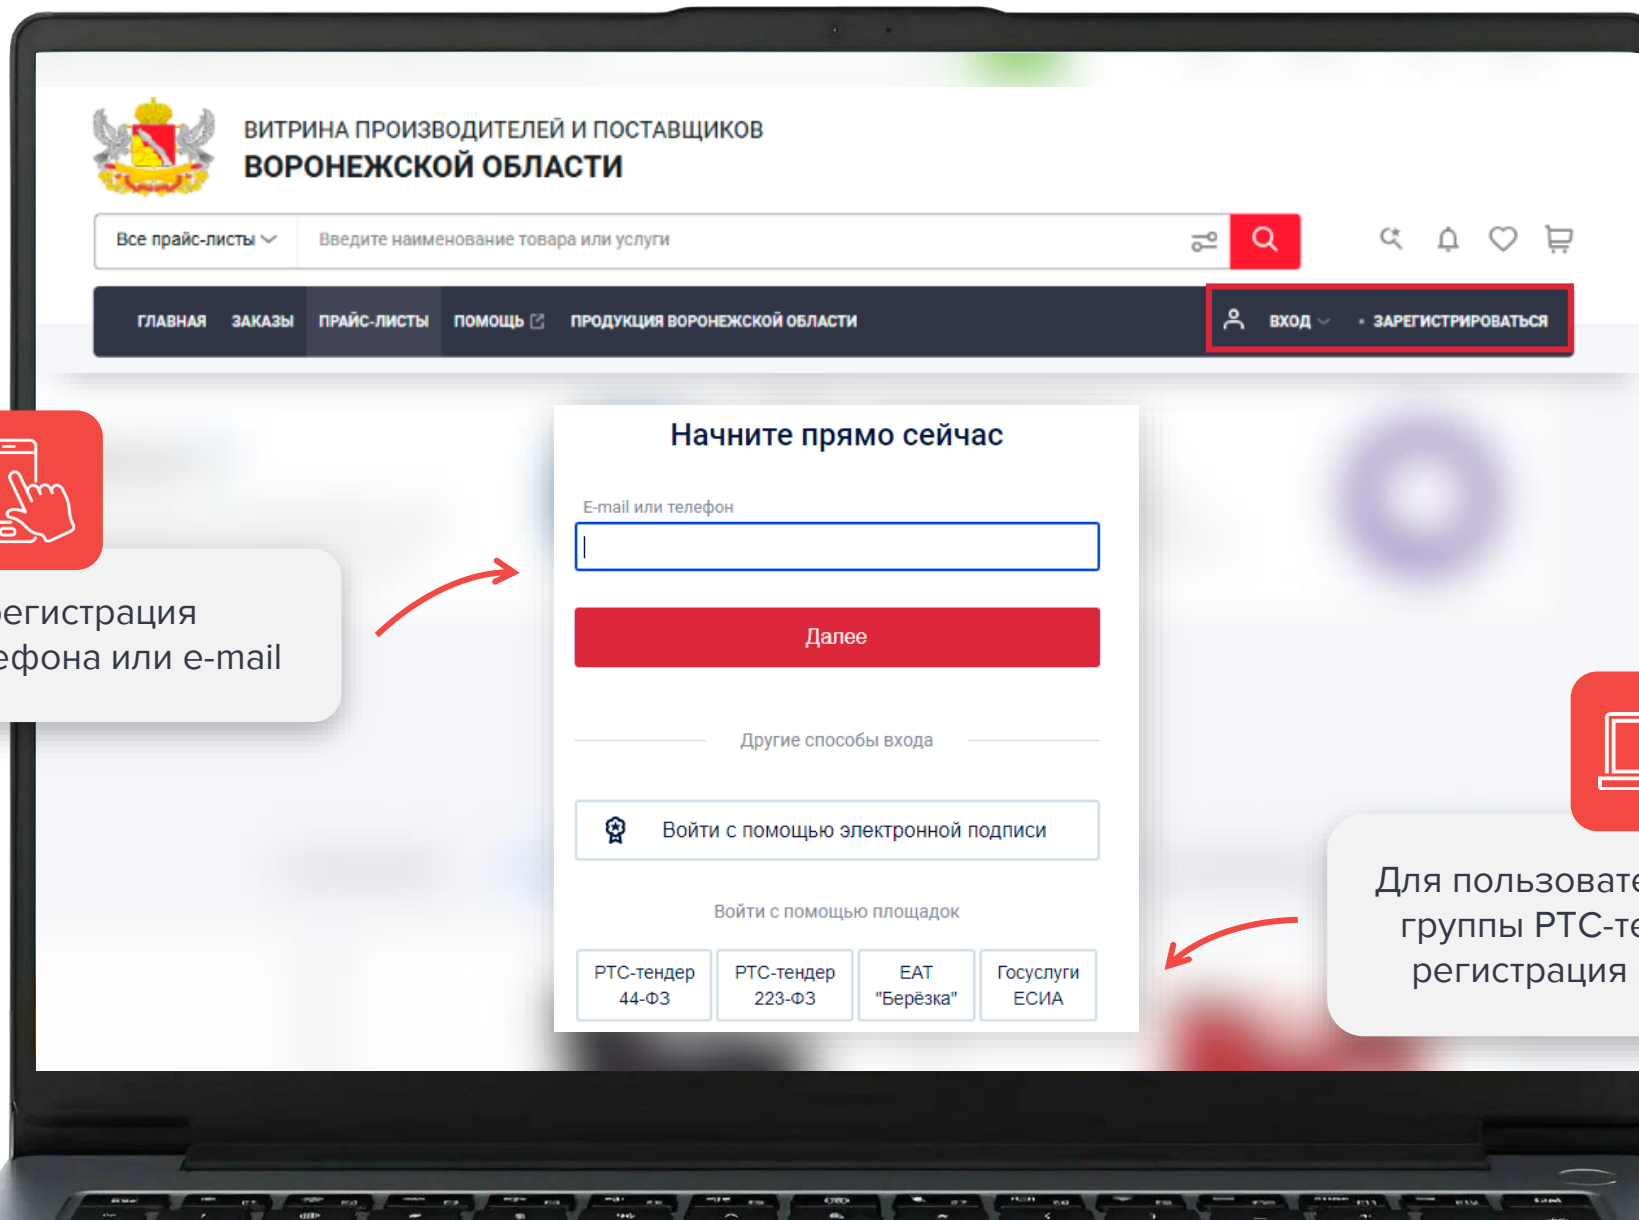 ВИТРИНА ПРОИЗВОДИТЕЛЕЙ И ПОСТАВЩИКОВ
ВОРОНЕЖСКОЙ ОБЛАСТИ
Все прайс-листы
Введите наименование товара или услуги
ГЛАВНАЯ ЗАКАЗЫ ПРАЙС-ЛИСТЫ ПОМОЩЬ ПРОДУКЦИЯ ВОРОНЕЖСКОЙ ОБЛАСТИ ВХОД • ЗАРЕГИСТРИРОВАТЬСЯ
Начните прямо сейчас
E-mail или телефон
Далее
Другие способы входа
Войти с помощью электронной подписи
Войти с помощью площадок
РТС-тендер
44-ФЗ
РТС-тендер
223-ФЗ
ЕАТ
"Берёзка"
Госуслуги
ЕСИА
егистрация
ефона или e-mail
Для пользовате
группы РТС-те
регистрация